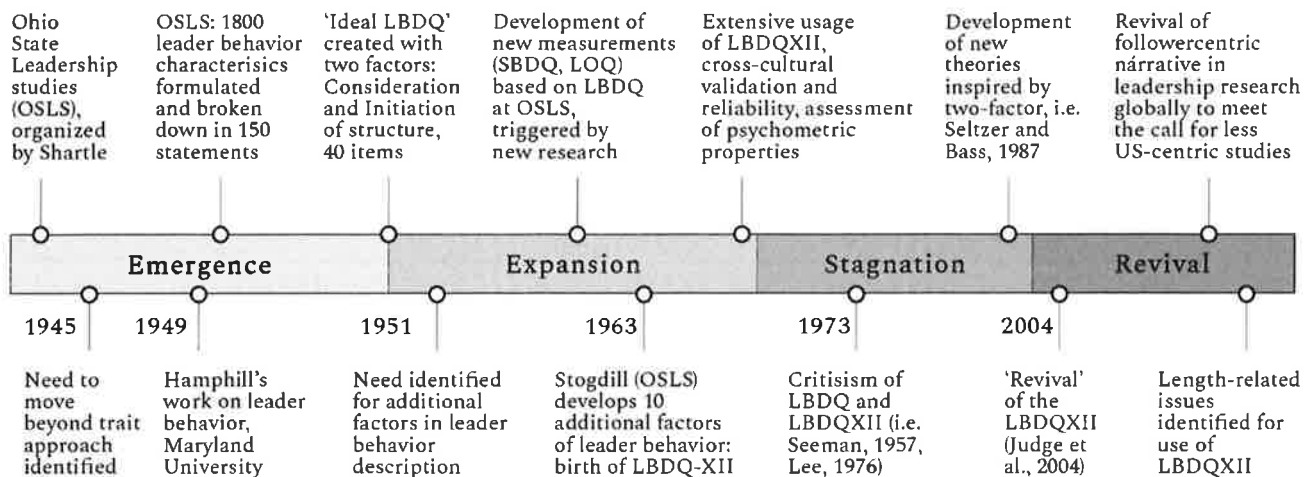 Ohio
State
Leadership
studies
(OSLS),
organized
by Shartle
OSLS: 1800
leader behavior
characterisics
formulated
and broken
down in 150
statements
‘Ideal LBDQ’
created with
two factors:
Consideration
and Initiation
of structure,
40 items
Development of
new measurements
(SBDQ, LOQ)
based on LBDQ
at OSLS,
triggered by
new research
Extensive usage
of LBDQXII,
cross-cultural
validation and
reliability, assessment
of psychometric
properties
Development
of new
theories
inspired by
two-factor, i.e.
Seltzer and
Bass, 1987
Revival of
followercentric
nárrative in
leadership research
globally to meet
the call for less
US-centric studies
Emergence
Expansion
Stagnation
Revival
1945
1949
1951
1963
1973
2004
Need to
move
beyond trait
approach
identified
Hamphill's
work on leader
behavior,
Maryland
University
Need identified
for additional
factors in leader
behavior
description
Stogdill (OSLS)
develops 10
additional factors
of leader behavior:
birth of LBDQ-XII
Critisism of
LBDQ and
LBDQXII (i.e.
Seeman, 1957,
Lee, 1976)
‘Revival’
of the
LBDQXII
(Judge et
al., 2004)
Length-related
issues
identified for
use of
LBDQXII